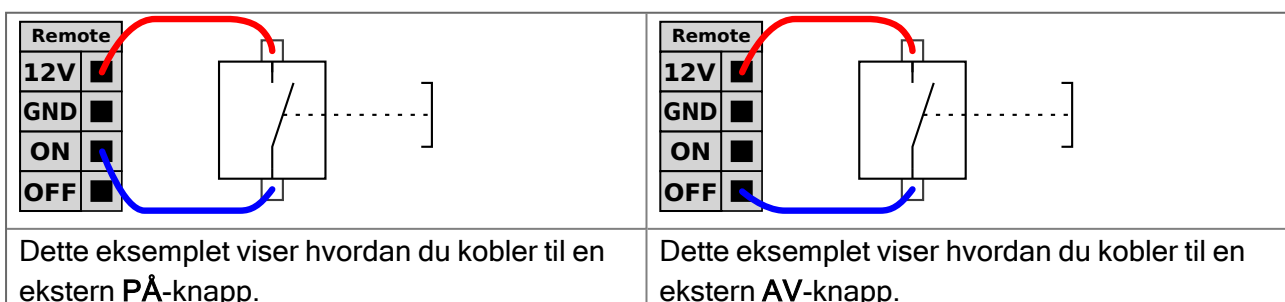 Remote
12V
GND
ON
OFF
Dette eksemplet viser hvordan du kobler til en
ekstern PÅ-knapp.
Remote
12V
GND
ON
OFF
Dette eksemplet viser hvordan du kobler til en
ekstern AV-knapp.